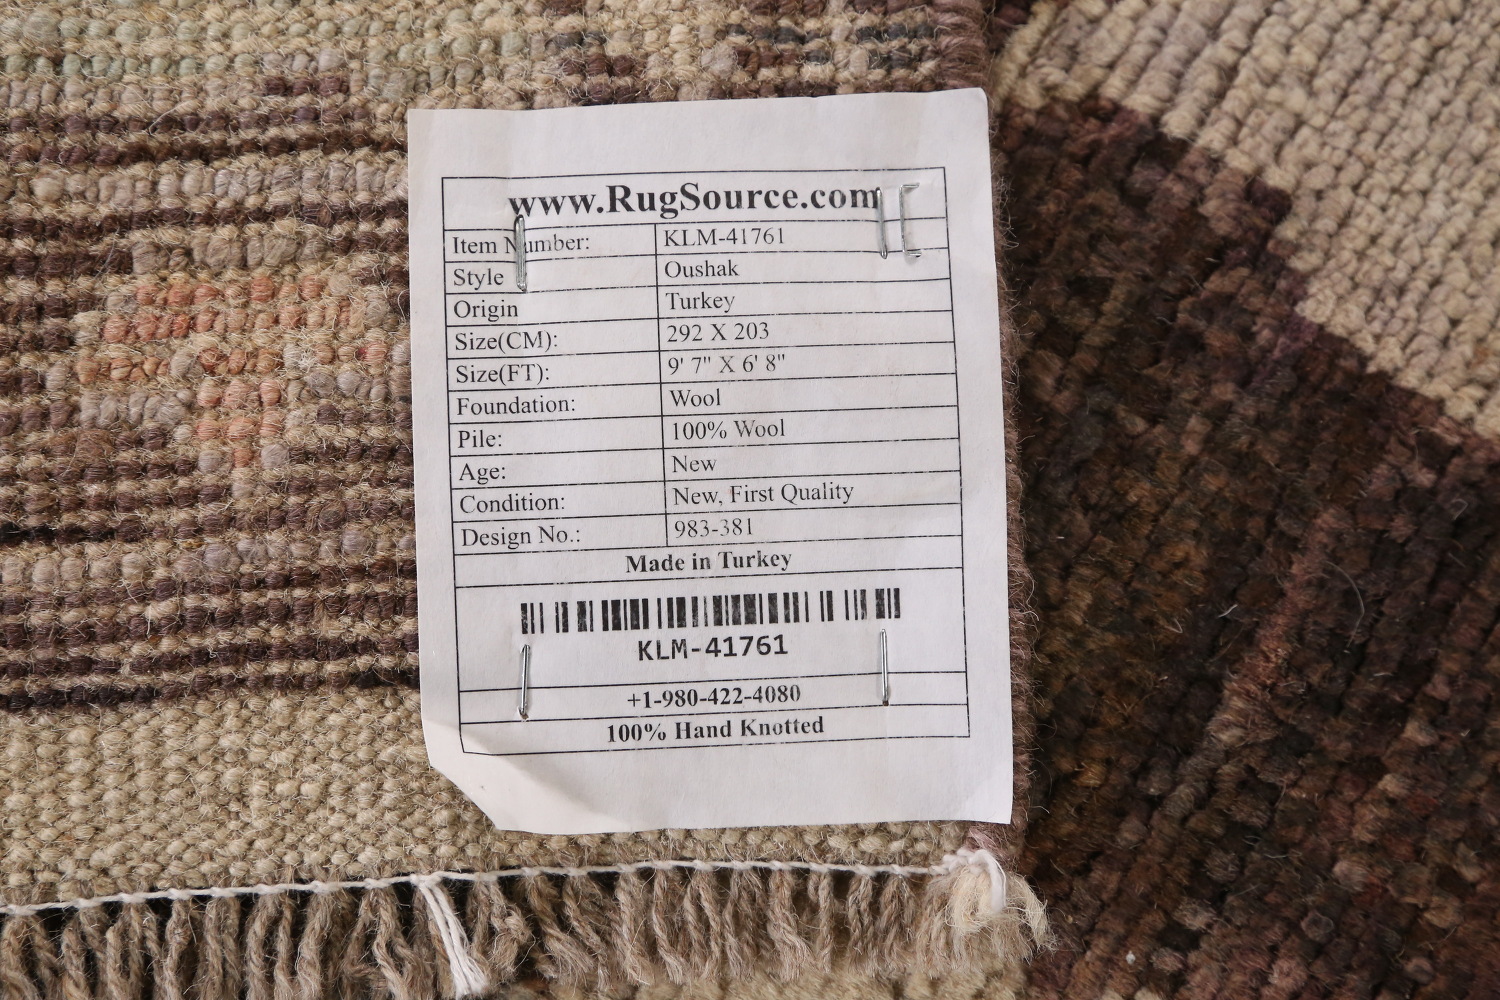 www.RugSource.com
Item Number: KLM-41761
Style Oushak
Origin Turkey
Size(CM): 292 X 203
Size(FT): 9' 7" X 6' 8"
Foundation: Wool
Pile: 100% Wool
Age: New
Condition: New, First Quality
Design No.: 983-381
Made in Turkey
KLM-41761
+1-980-422-4080
100% Hand Knotted